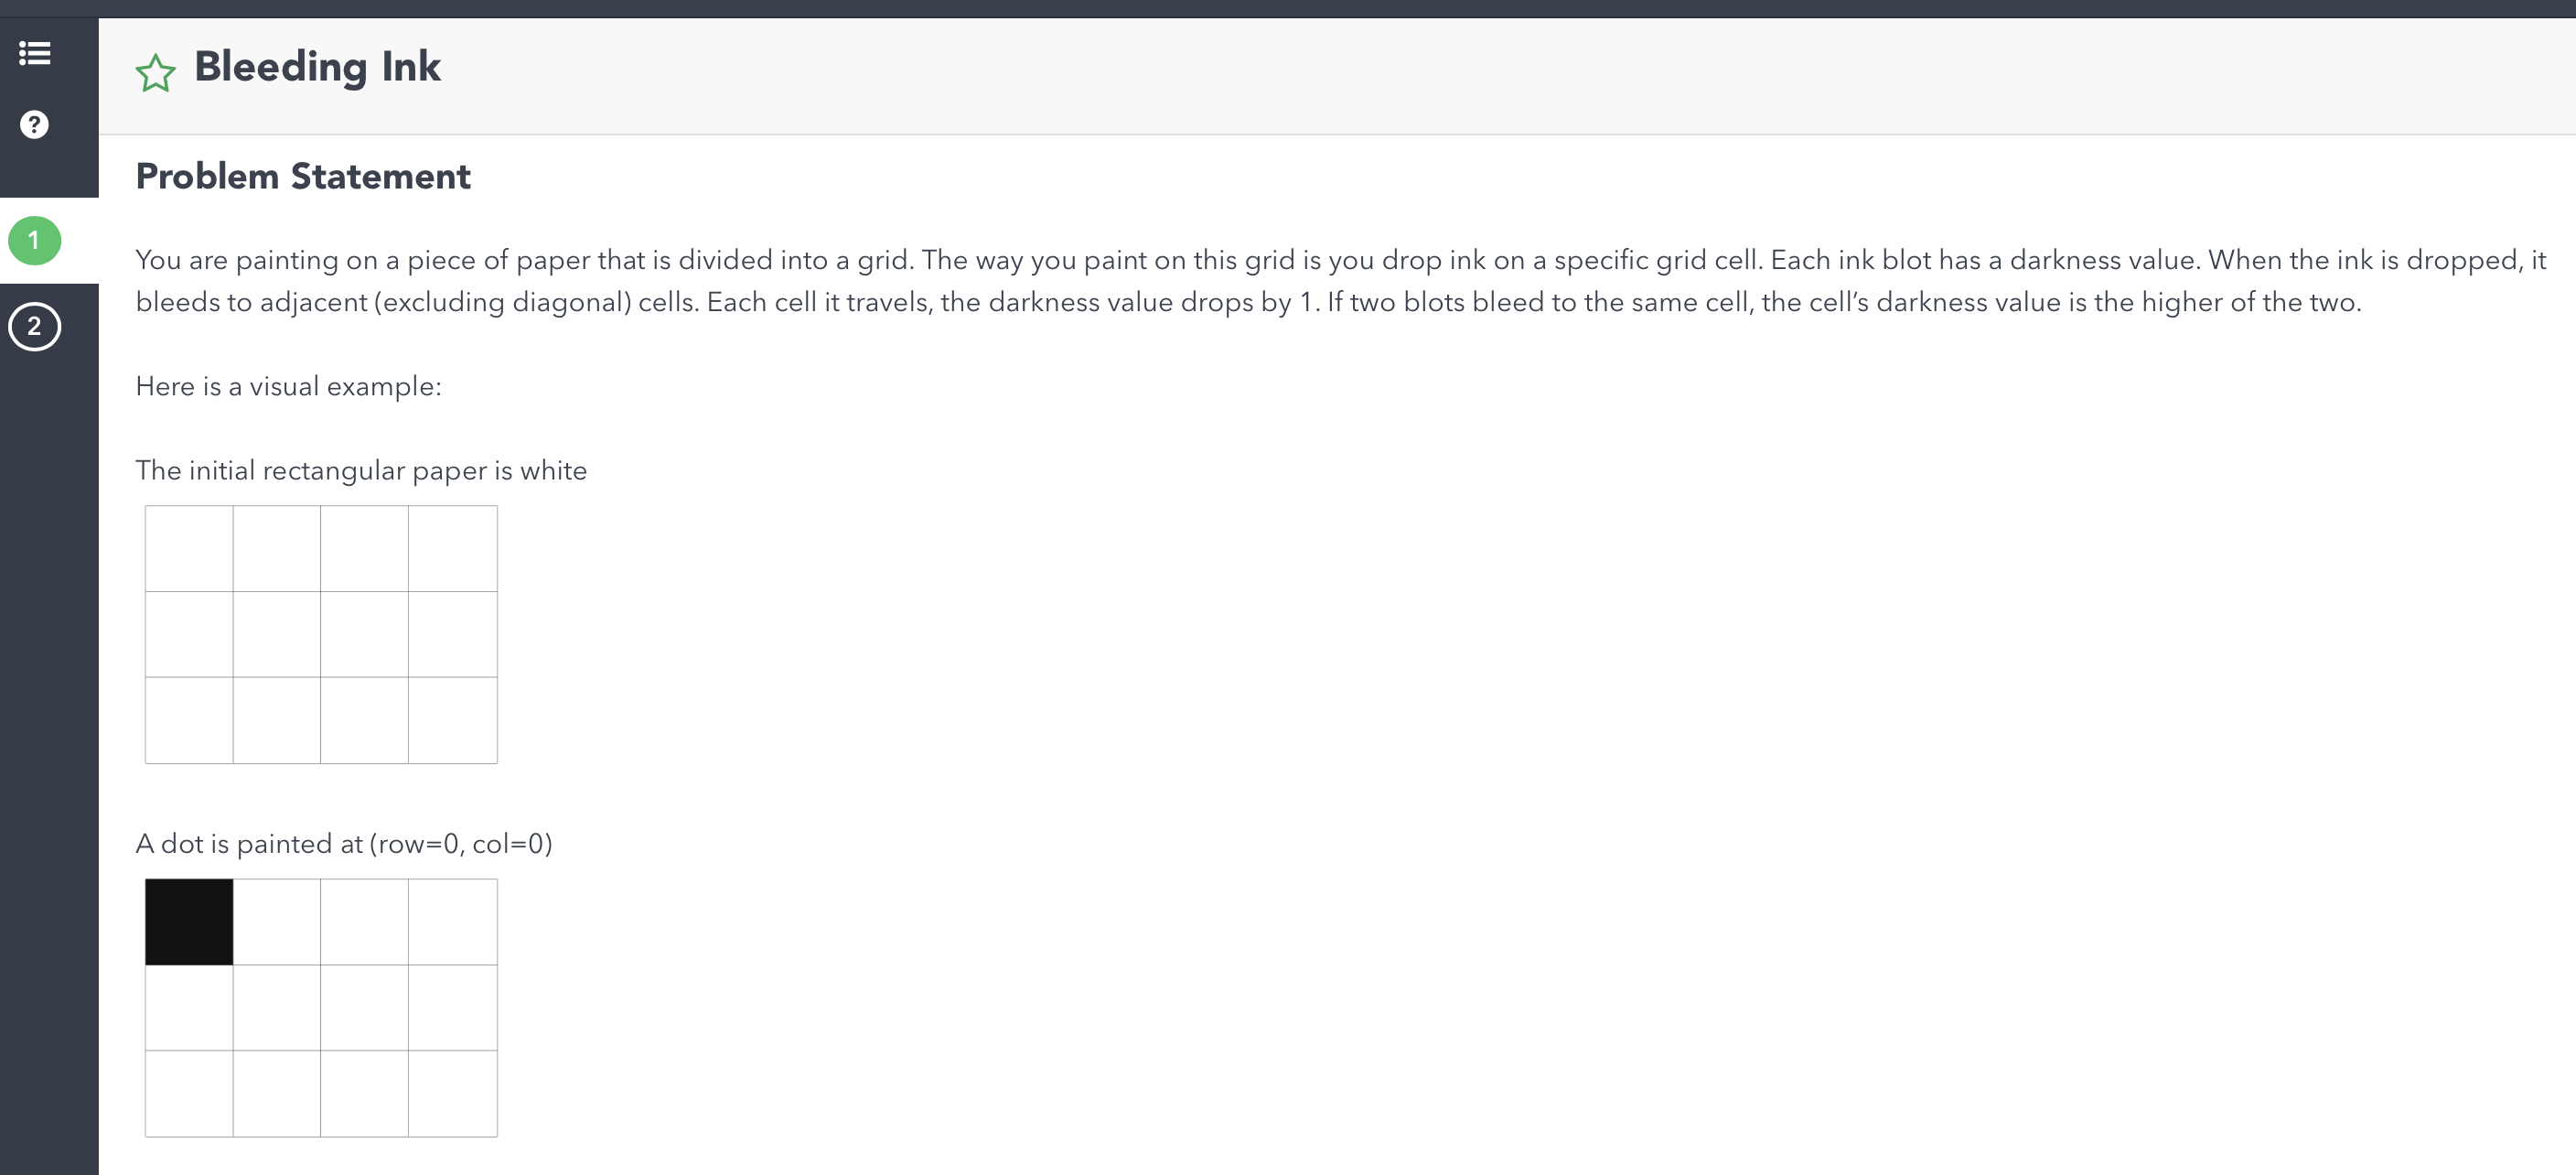 Bleeding Ink
?
Problem Statement
1
You are painting on a piece of paper that is divided into a grid. The way you paint on this grid is you drop ink on a specific grid cell. Each ink blot has a darkness value. When the ink is dropped, it
bleeds to adjacent (excluding diagonal) cells. Each cell it travels, the darkness value drops by 1. If two blots bleed to the same cell, the cell’s darkness value is the higher of the two.
2
Here is a visual example:
The initial rectangular paper is white
A dot is painted at (row=0, col=0)